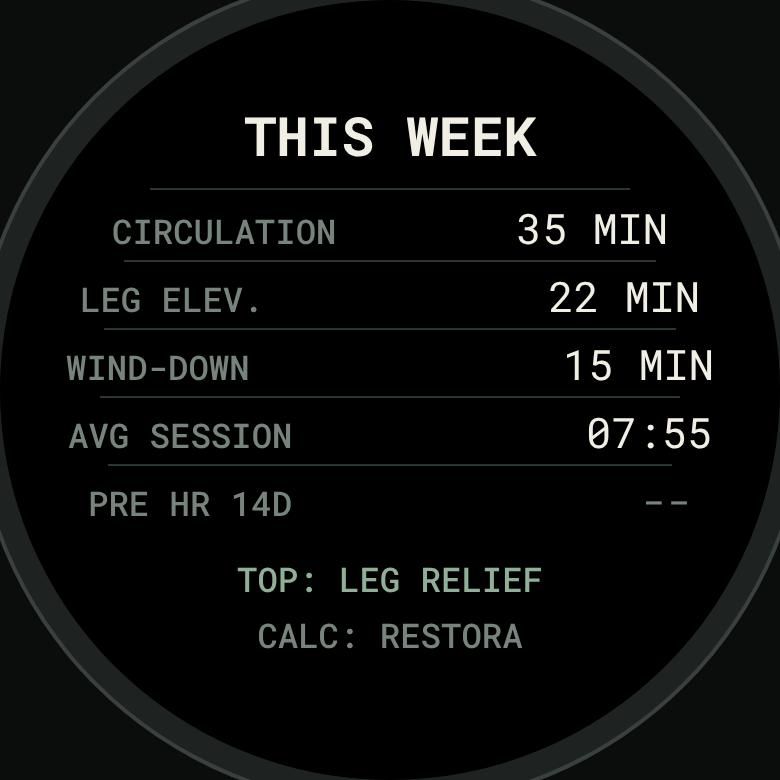 THIS WEEK
CIRCULATION 35 MIN
LEG ELEV. 22 MIN
WIND-DOWN 15 MIN
AVG SESSION 07:55
PRE HR 14D --
TOP: LEG RELIEF
CALC: RESTORA